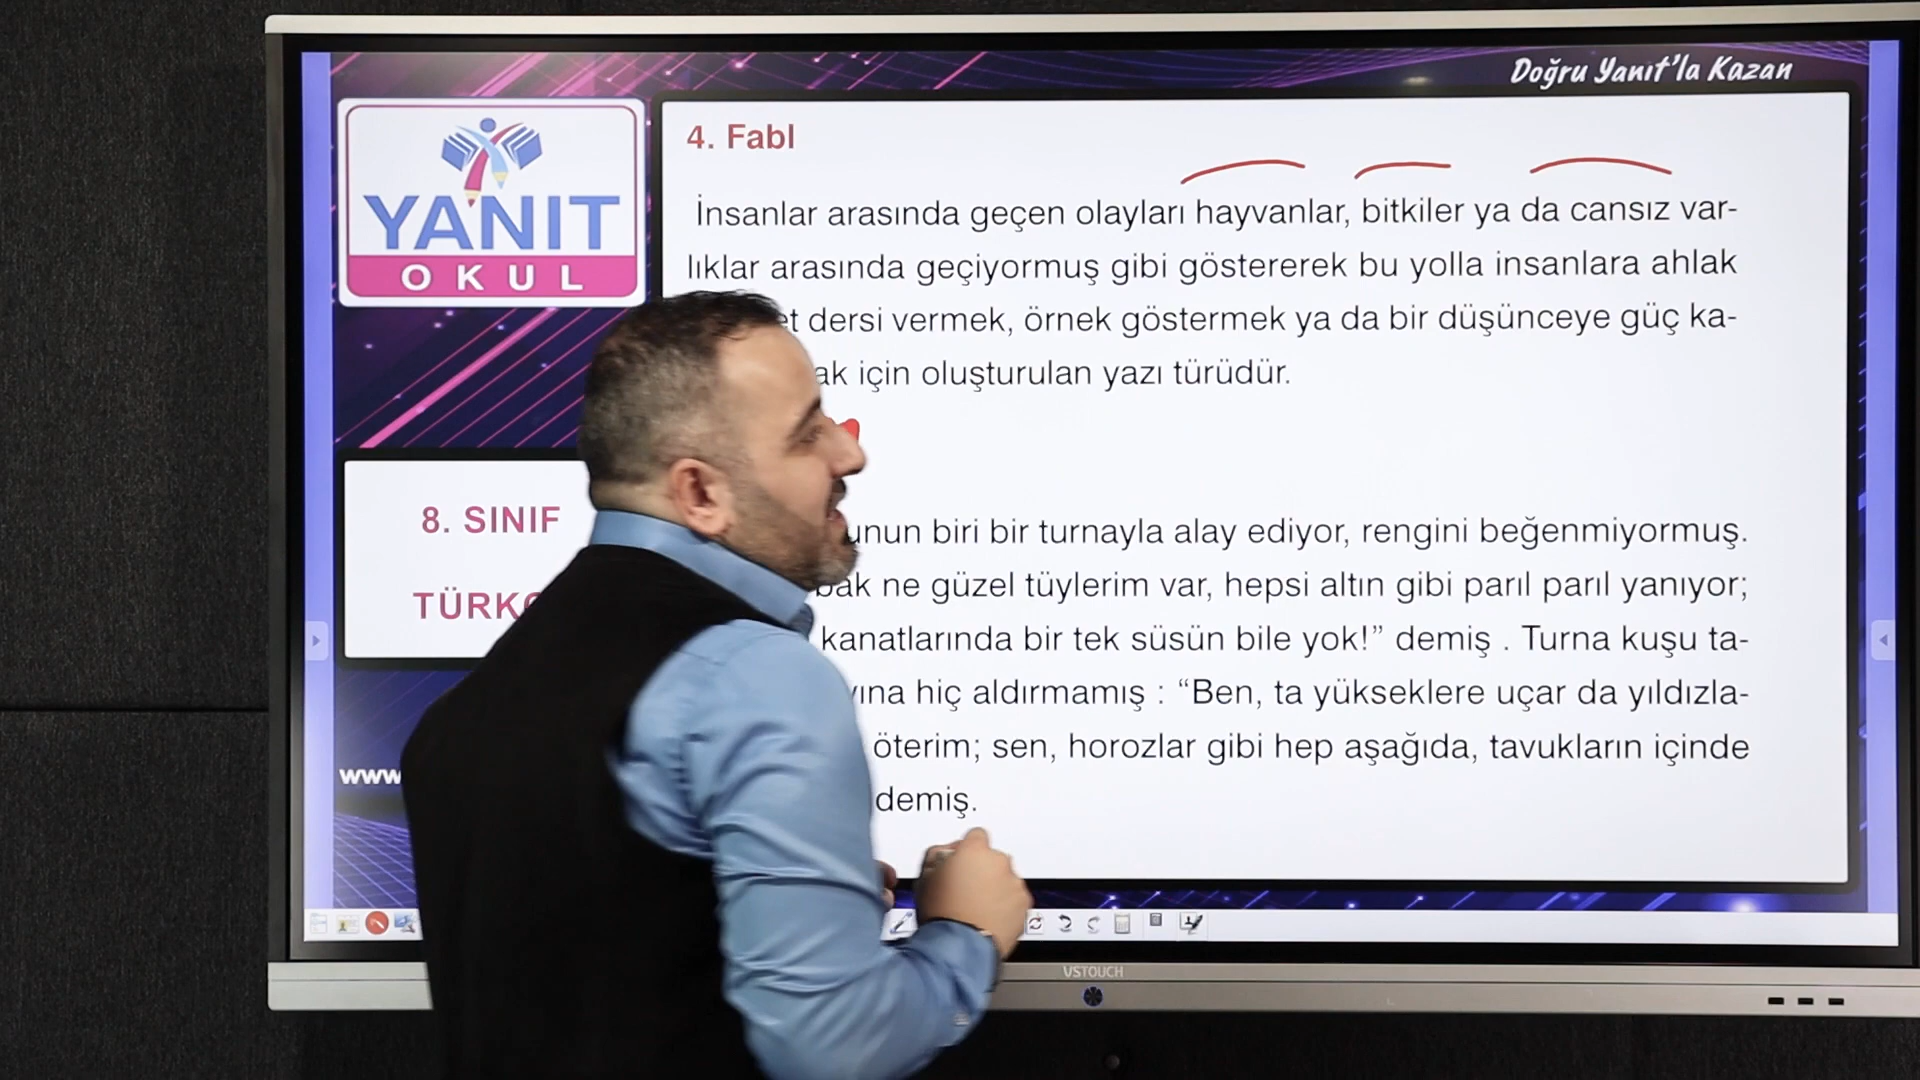 Doğru Yanıt'la Kazan
YANIT
OKUL
8. SINIF
www
4. Fabl
İnsanlar arasında geçen olayları hayvanlar, bitkiler ya da cansız var-
lıklar arasında geçiyormuş gibi göstererek bu yolla insanlara ahlak
dersi vermek, örnek göstermek ya da bir düşünceye güç ka-
için oluşturulan yazı türüdür.
biri bir turnayla alay ediyor, rengini beğenmiyormuş.
ne güzel tüylerim var, hepsi altın gibi parıl parıl yanıyor;
kanatlarında bir tek süsün bile yok!” demiş . Turna kuşu ta-
hiç aldırmamış : “Ben, ta yükseklere uçar da yıldızla-
öterim; sen, horozlar gibi hep aşağıda, tavukların içinde
demiş.
VSTOUCH